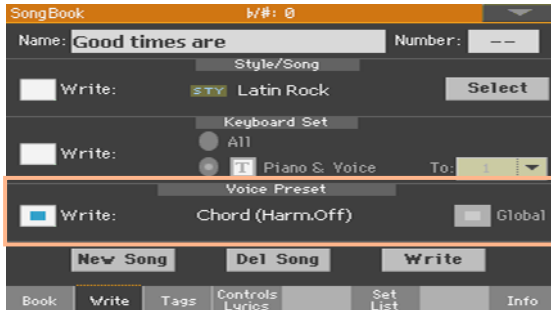 SongBook ♭/#: 0
Name: Good times are Number: --
Style/Song
Write: STY Latin Rock Select
Keyboard Set
All
Write: T Piano & Voice To: 1
Voice Preset
Write: Chord (Harm.Off) Global
New Song Del Song Write
Book Write Tags Controls Lyrics Set List Info